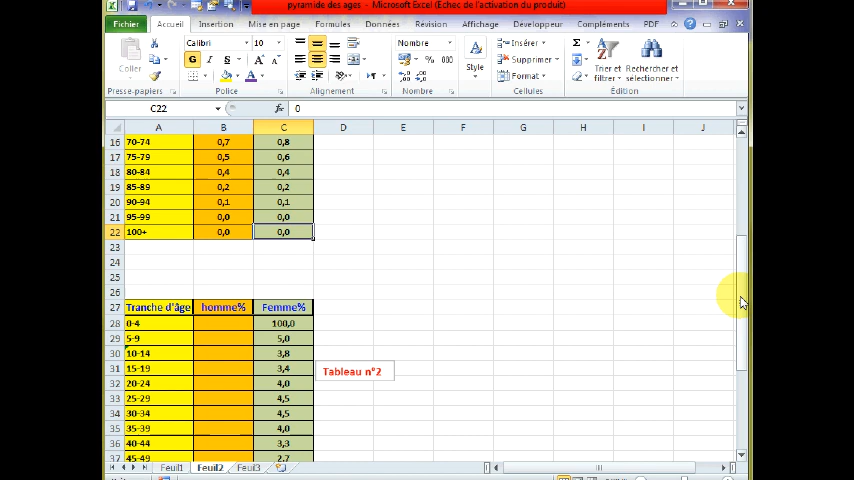 pyramide des ages - Microsoft Excel (Échec de l'activation du produit)
Fichier Accueil Insertion Mise en page Formules Données Révision Affichage Développeur Compléments PDF
Calibri 10 Nombre Insérer
Coller G I S A A % 000 Style Supprimer Trier et filtrer Rechercher et sélectionner
Format
Presse-papiers Police Alignement Nombre Cellules Édition
C22 fx 0
A B C D E F G H I J
16 70-74 0,7 0,8
17 75-79 0,5 0,6
18 80-84 0,4 0,4
19 85-89 0,2 0,2
20 90-94 0,1 0,1
21 95-99 0,0 0,0
22 100+ 0,0 0,0
23
24
25
26
27 Tranche d'âge homme% Femme%
28 0-4 100,0
29 5-9 5,0
30 10-14 3,8
31 15-19 3,4
Tableau n°2
32 20-24 4,0
33 25-29 4,5
34 30-34 4,5
35 35-39 4,0
36 40-44 3,3
37 45-49 2,7
Feuil1 Feuil2 Feuil3